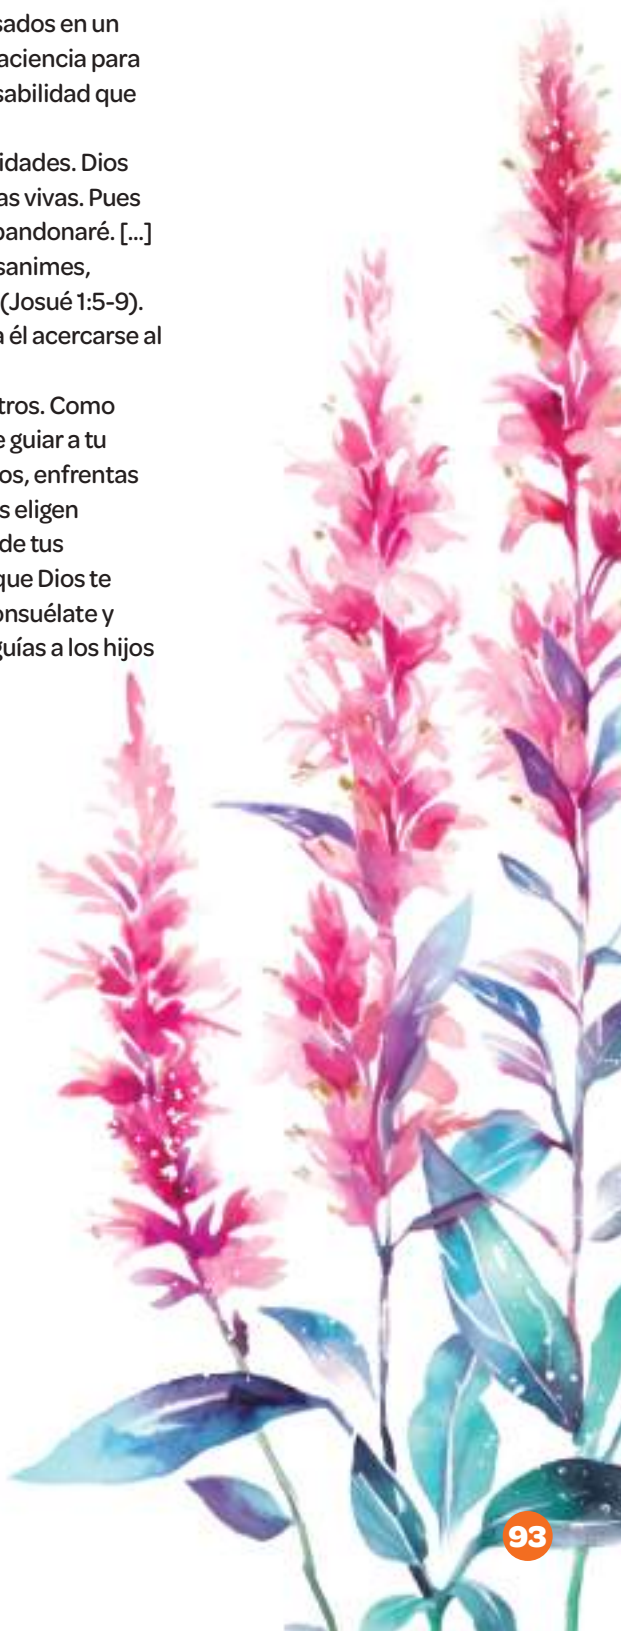 sados en un
aciencia para
sabilidad que
idades. Dios
as vivas. Pues
bandonaré. [...]
sanimes,
(Josué 1:5-9).
a él acercarse al
tros. Como
e guiar a tu
os, enfrentas
s eligen
de tus
que Dios te
onsuélate y
guías a los hijos
93